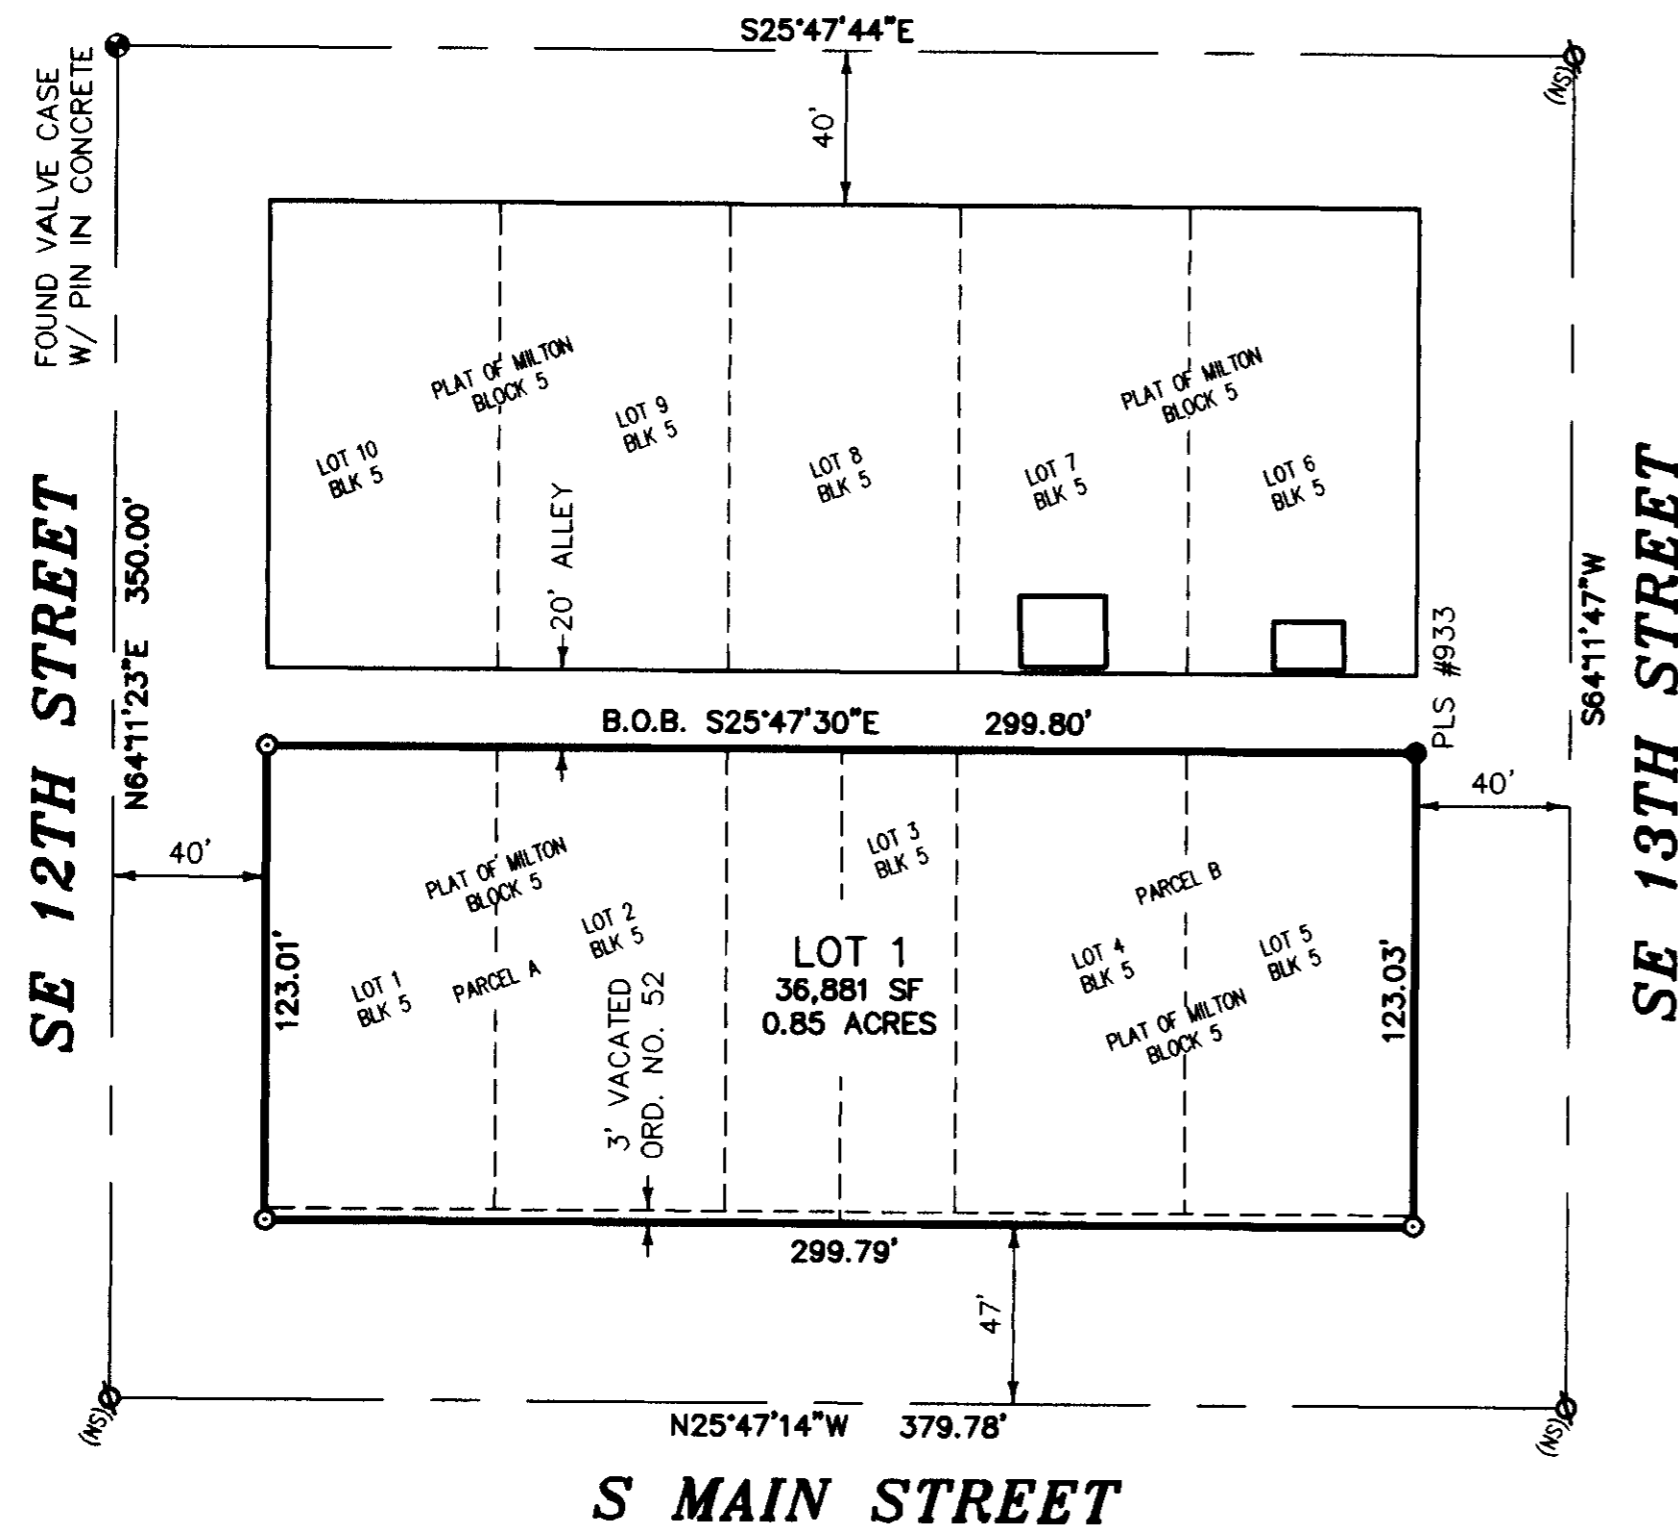 S25°47'44"E
FOUND VALVE CASE
W/ PIN IN CONCRETE
(NS)
40'
PLAT OF MILTON
BLOCK 5
PLAT OF MILTON
BLOCK 5
LOT 10
BLK 5
LOT 9
BLK 5
LOT 8
BLK 5
LOT 7
BLK 5
LOT 6
BLK 5
20' ALLEY
SE 12TH STREET
N64°11'23"E 350.00'
SE 13TH STREET
S64°11'47"W
PLS #933
B.O.B. S25°47'30"E 299.80'
40'
40'
PLAT OF MILTON
BLOCK 5
LOT 3
BLK 5
PARCEL B
LOT 2
BLK 5
LOT 1
BLK 5
PARCEL A
LOT 1
36,881 SF
0.85 ACRES
LOT 4
BLK 5
LOT 5
BLK 5
PLAT OF MILTON
BLOCK 5
123.01'
3' VACATED
ORD. NO. 52
123.03'
299.79'
47'
(NS)
N25°47'14"W 379.78'
(NS)
S MAIN STREET